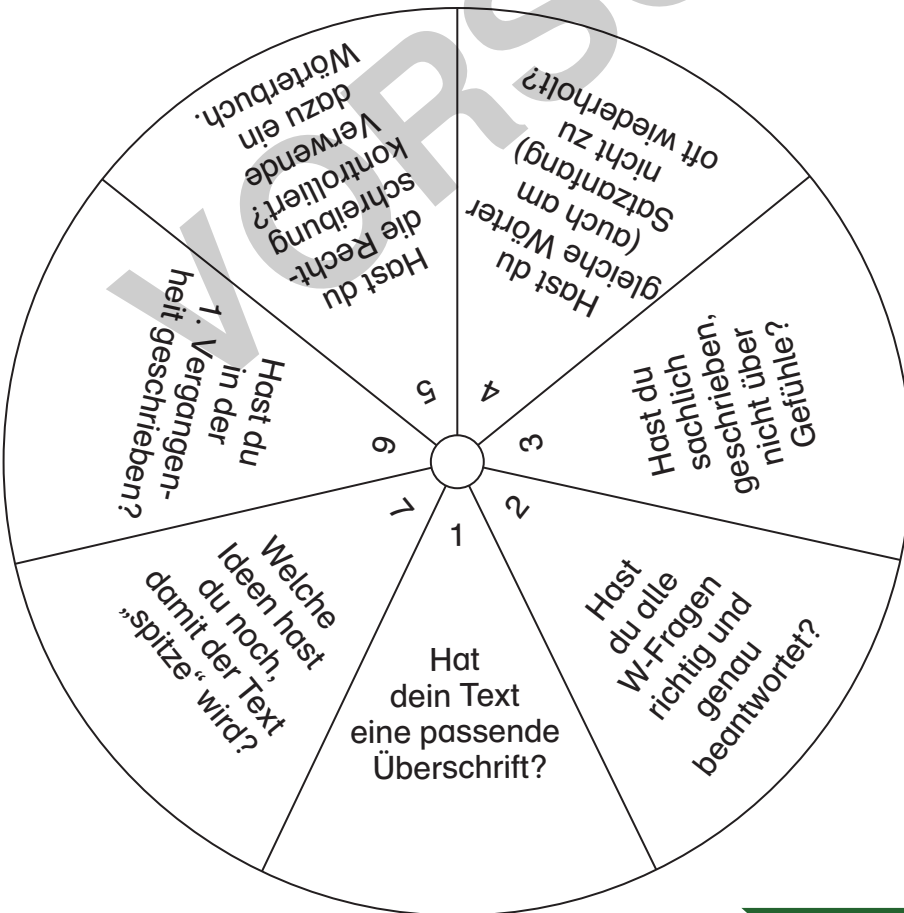 1
Hat
dein Text
eine passende
Überschrift?
2
Hast
du alle
W-Fragen
richtig und
genau
beantwortet?
3
Hast du
sachlich
geschrieben,
nicht über
Gefühle?
4
Hast du
gleiche Wörter
(auch am
Satzanfang)
nicht zu
oft wiederholt?
5
Hast du
die Recht-
schreibung
kontrolliert?
Verwende
dazu ein
Wörterbuch.
6
Hast du
in der
1. Vergangen-
heit geschrieben?
7
Welche
Ideen hast
du noch,
damit der Text
„spitze“ wird?